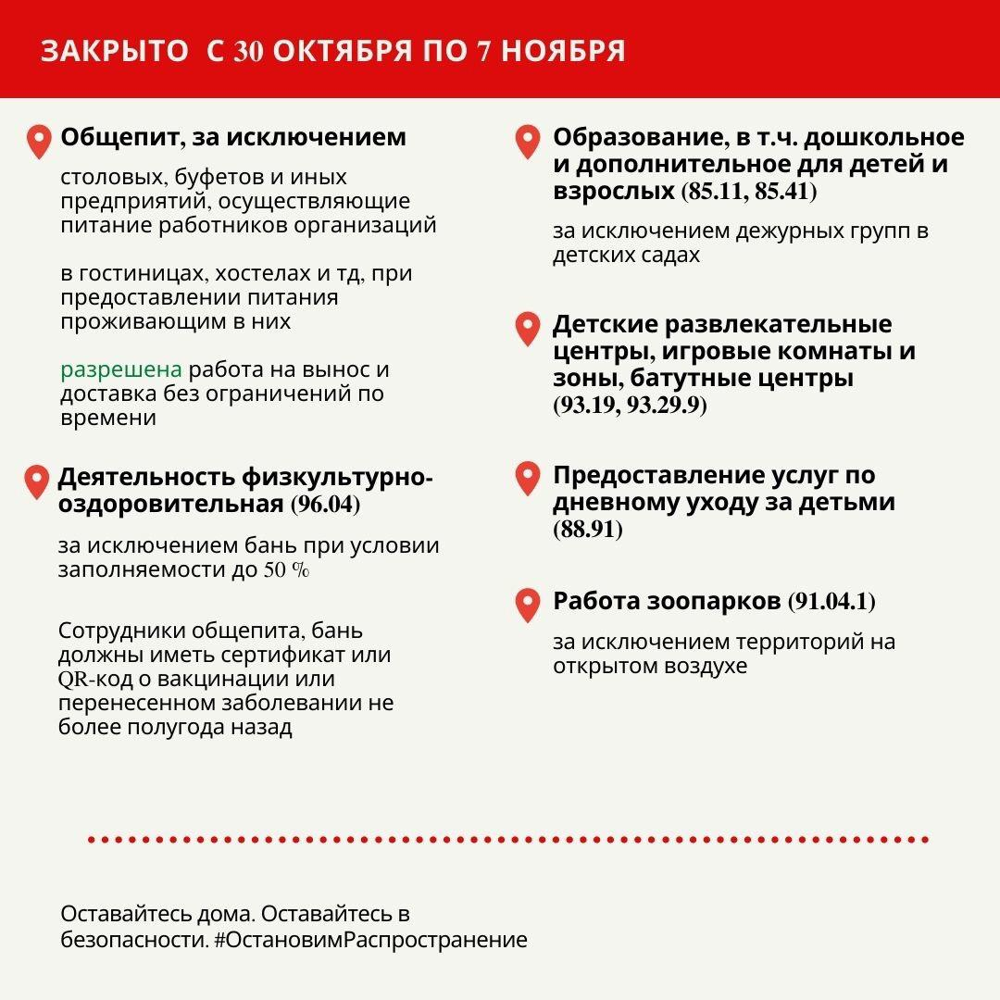 ЗАКРЫТО С 30 ОКТЯБРЯ ПО 7 НОЯБРЯ
Общепит, за исключением
столовых, буфетов и иных
предприятий, осуществляющие
питание работников организаций
в гостиницах, хостелах и тд, при
предоставлении питания
проживающим в них
разрешена работа на вынос и
доставка без ограничений по
времени
Деятельность физкультурно-
оздоровительная (96.04)
за исключением бань при условии
заполняемости до 50 %
Сотрудники общепита, бань
должны иметь сертификат или
QR-код о вакцинации или
перенесенном заболевании не
более полугода назад
Образование, в т.ч. дошкольное
и дополнительное для детей и
взрослых (85.11, 85.41)
за исключением дежурных групп в
детских садах
Детские развлекательные
центры, игровые комнаты и
зоны, батутные центры
(93.19, 93.29.9)
Предоставление услуг по
дневному уходу за детьми
(88.91)
Работа зоопарков (91.04.1)
за исключением территорий на
открытом воздухе
Оставайтесь дома. Оставайтесь в
безопасности. #ОстановимРаспространение